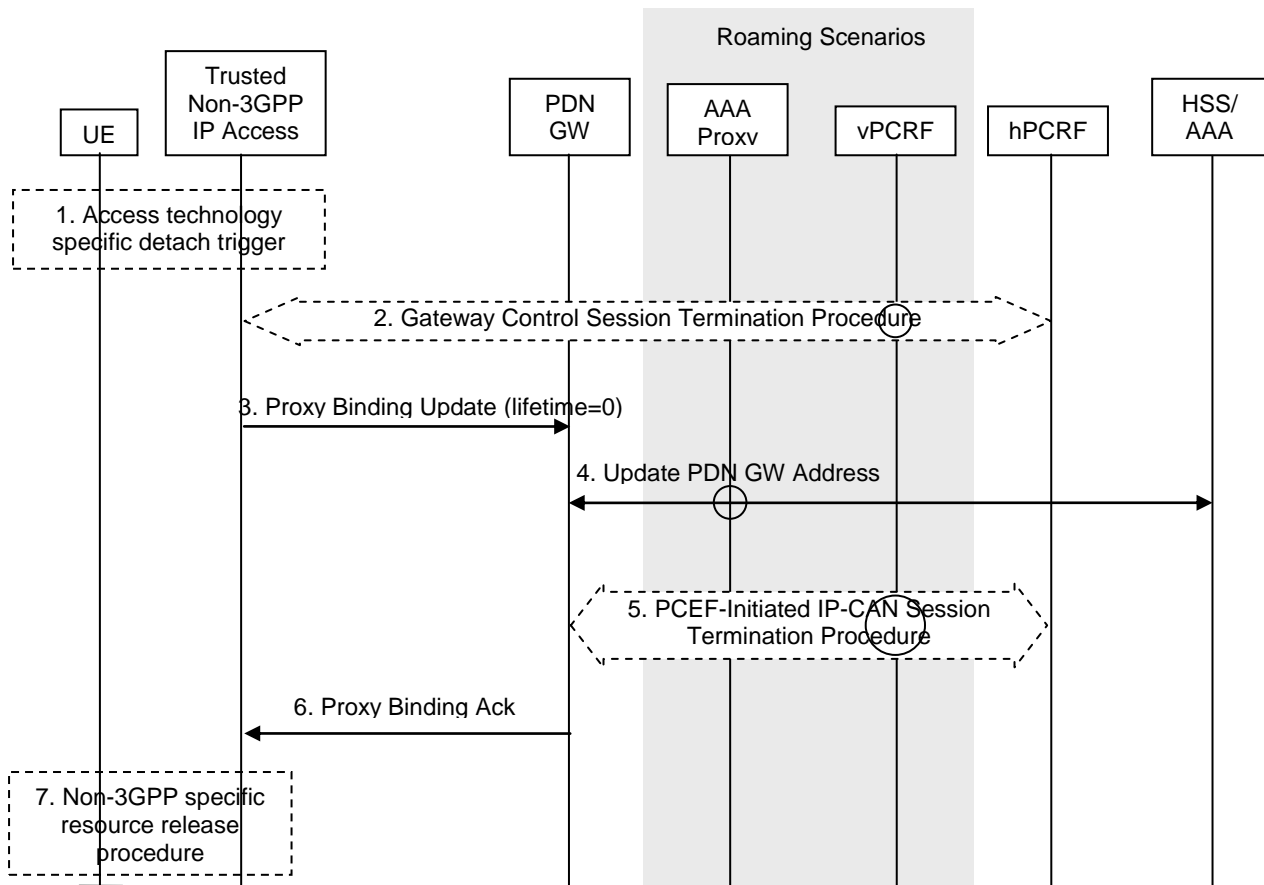 Roaming Scenarios
UE
Trusted
Non-3GPP
IP Access
PDN
GW
AAA
Proxy
vPCRF
hPCRF
HSS/
AAA
1. Access technology
specific detach trigger
2. Gateway Control Session Termination Procedure
3. Proxy Binding Update (lifetime=0)
4. Update PDN GW Address
5. PCEF-Initiated IP-CAN Session
Termination Procedure
6. Proxy Binding Ack
7. Non-3GPP specific
resource release
procedure